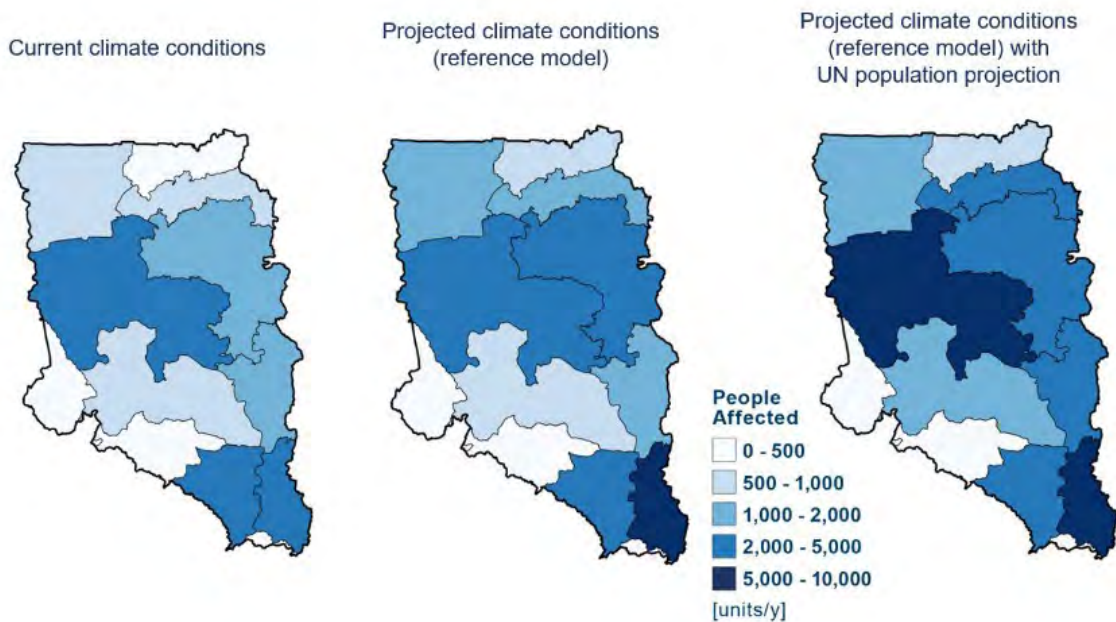 Current climate conditions
Projected climate conditions
(reference model)
Projected climate conditions
(reference model) with
UN population projection
People
Affected
0 - 500
500 - 1,000
1,000 - 2,000
2,000 - 5,000
5,000 - 10,000
[units/y]